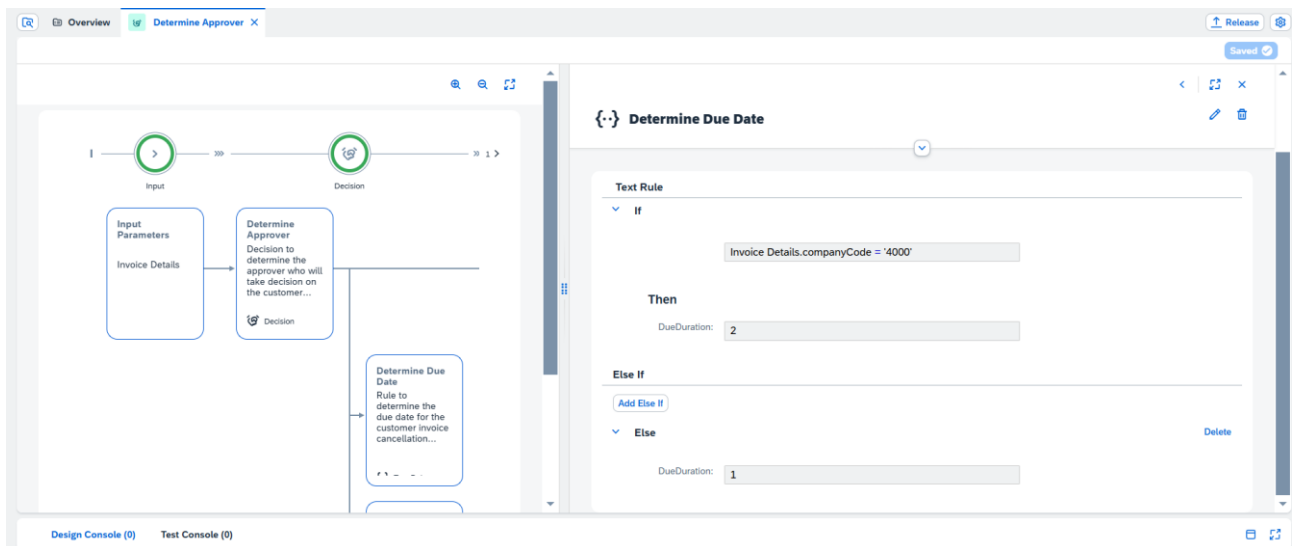 Overview
Determine Approver
Release
Saved
Determine Due Date
1
Input
Decision
Input
Parameters
Invoice Details
Determine
Approver
Decision to
determine the
approver who will
take decision on
the customer...
Decision
Determine Due
Date
Rule to
determine the
due date for the
customer invoice
cancellation...
Text Rule
If
Invoice Details.companyCode = '4000'
Then
DueDuration:
2
Else If
Add Else If
Else
Delete
DueDuration:
1
Design Console (0)
Test Console (0)